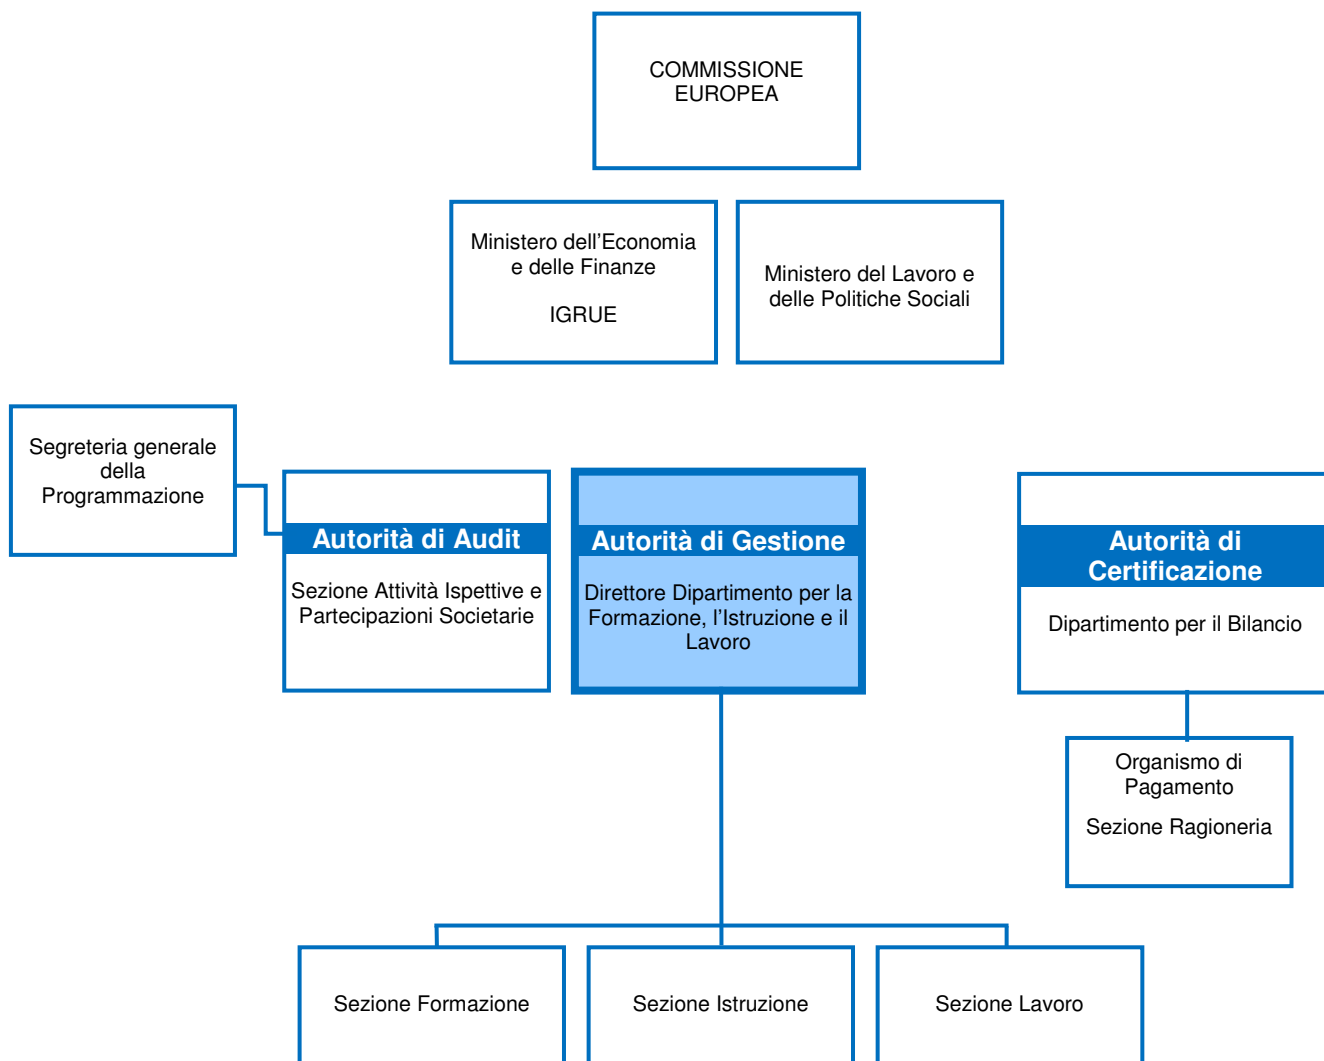 COMMISSIONE
EUROPEA
Ministero dell’Economia
e delle Finanze
IGRUE
Ministero del Lavoro e
delle Politiche Sociali
Segreteria generale
della
Programmazione
Autorità di Audit
Sezione Attività Ispettive e
Partecipazioni Societarie
Autorità di Gestione
Direttore Dipartimento per la
Formazione, l’Istruzione e il
Lavoro
Autorità di
Certificazione
Dipartimento per il Bilancio
Organismo di
Pagamento
Sezione Ragioneria
Sezione Formazione
Sezione Istruzione
Sezione Lavoro